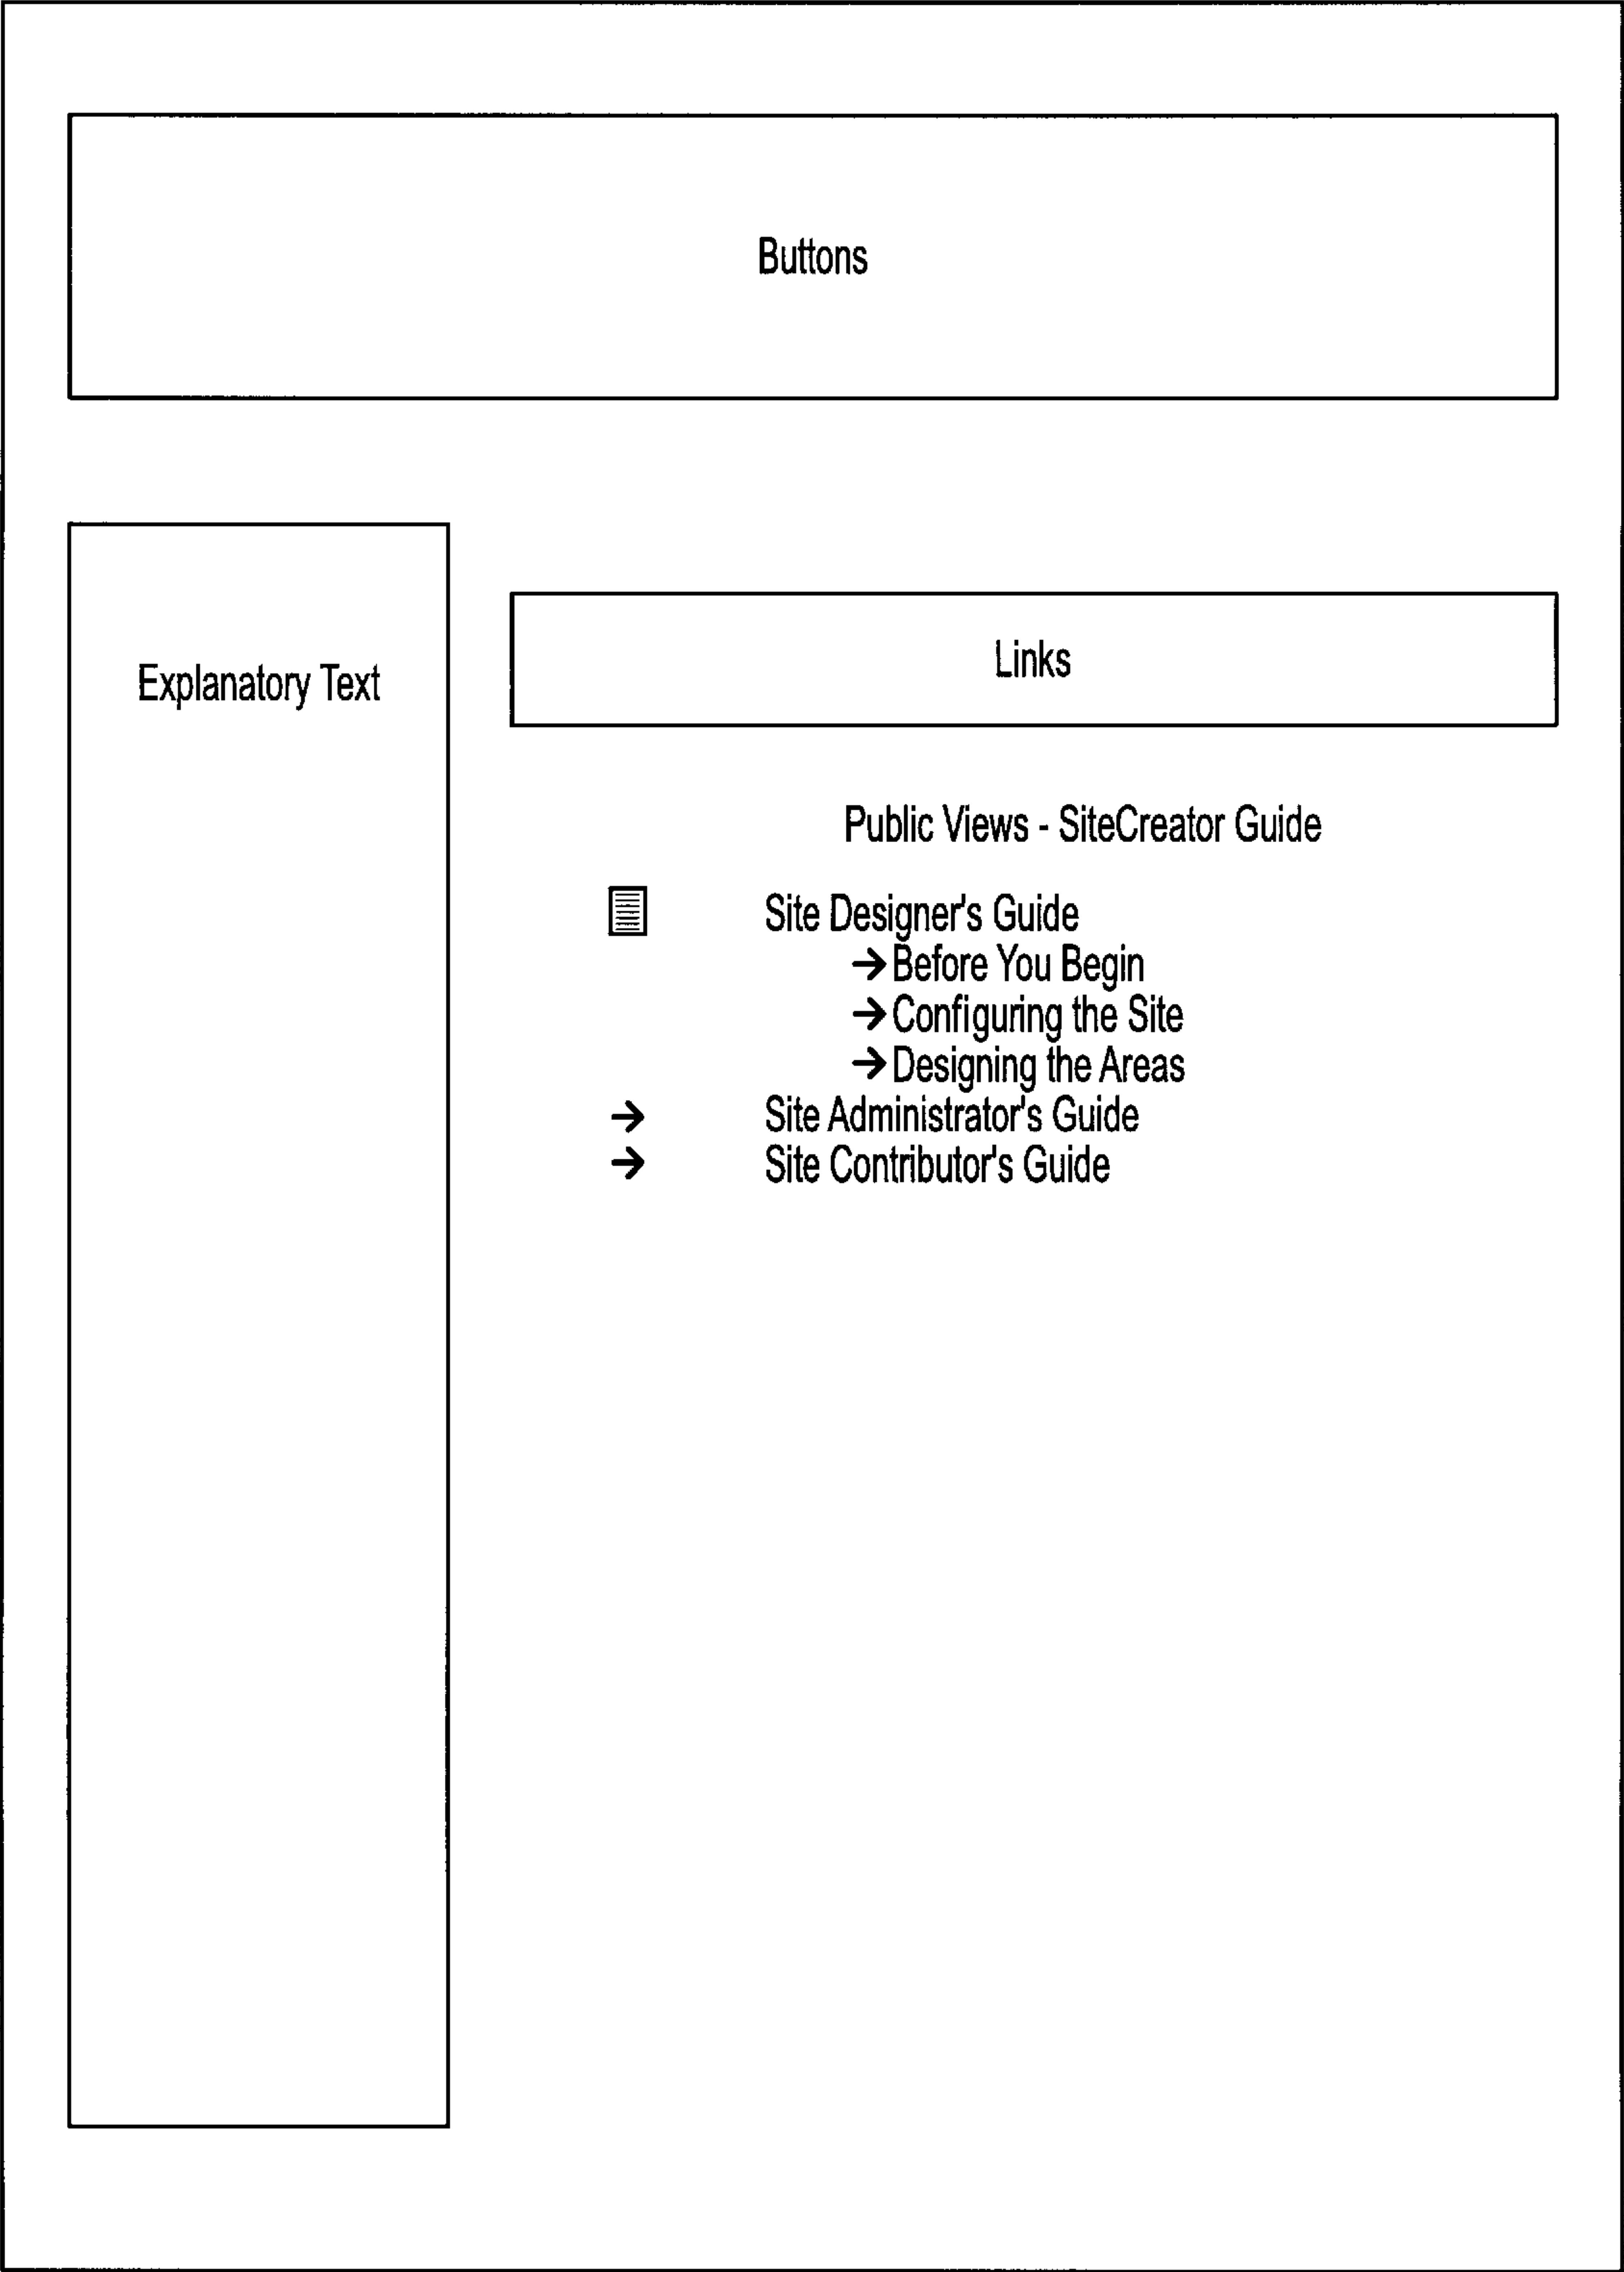 Buttons
Explanatory Text
Links
Public Views - SiteCreator Guide
Site Designer's Guide
→Before You Begin
→Configuring the Site
→Designing the Areas
→ Site Administrator's Guide
→ Site Contributor's Guide